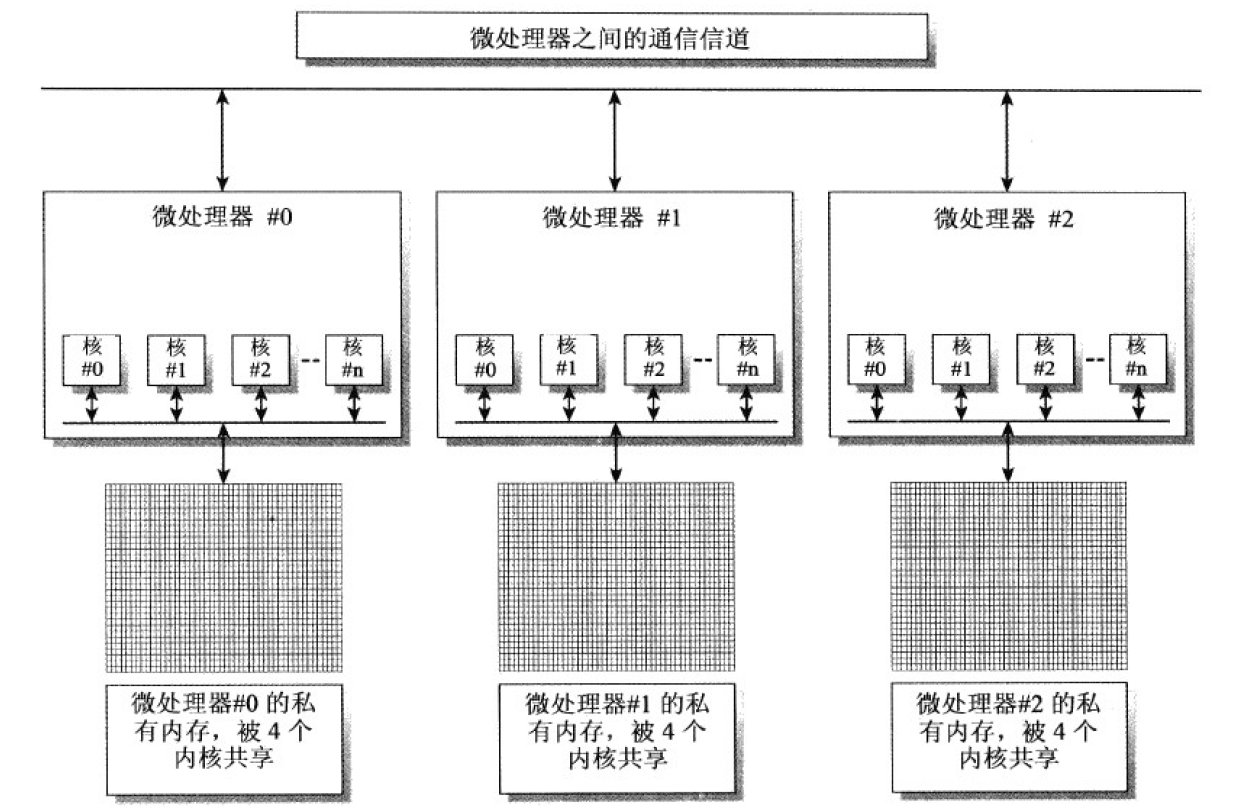 微处理器之间的通信信道
微处理器 #0
微处理器 #1
微处理器 #2
核
#0
核
#1
核
#2
--
核
#n
核
#0
核
#1
核
#2
--
核
#n
核
#0
核
#1
核
#2
--
核
#n
微处理器#0 的私
有内存，被 4 个
内核共享
微处理器#1 的私
有内存，被 4 个
内核共享
微处理器#2 的私
有内存，被 4 个
内核共享